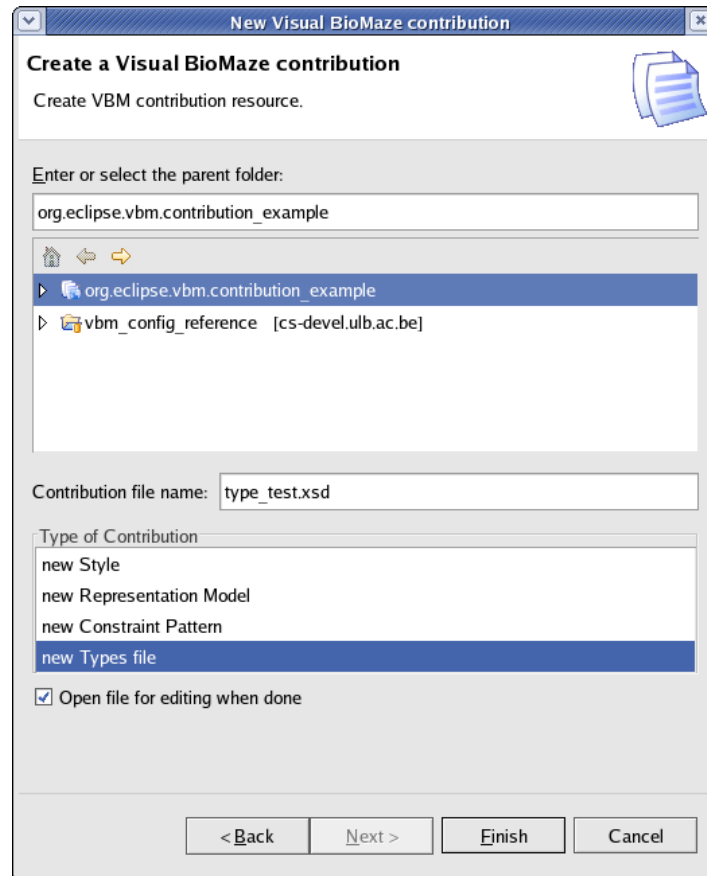 New Visual BioMaze contribution
Create a Visual BioMaze contribution
Create VBM contribution resource.
Enter or select the parent folder:
org.eclipse.vbm.contribution_example
org.eclipse.vbm.contribution_example
vbm_config_reference [cs-devel.ulb.ac.be]
Contribution file name: type_test.xsd
Type of Contribution
new Style
new Representation Model
new Constraint Pattern
new Types file
Open file for editing when done
< Back Next > Finish Cancel